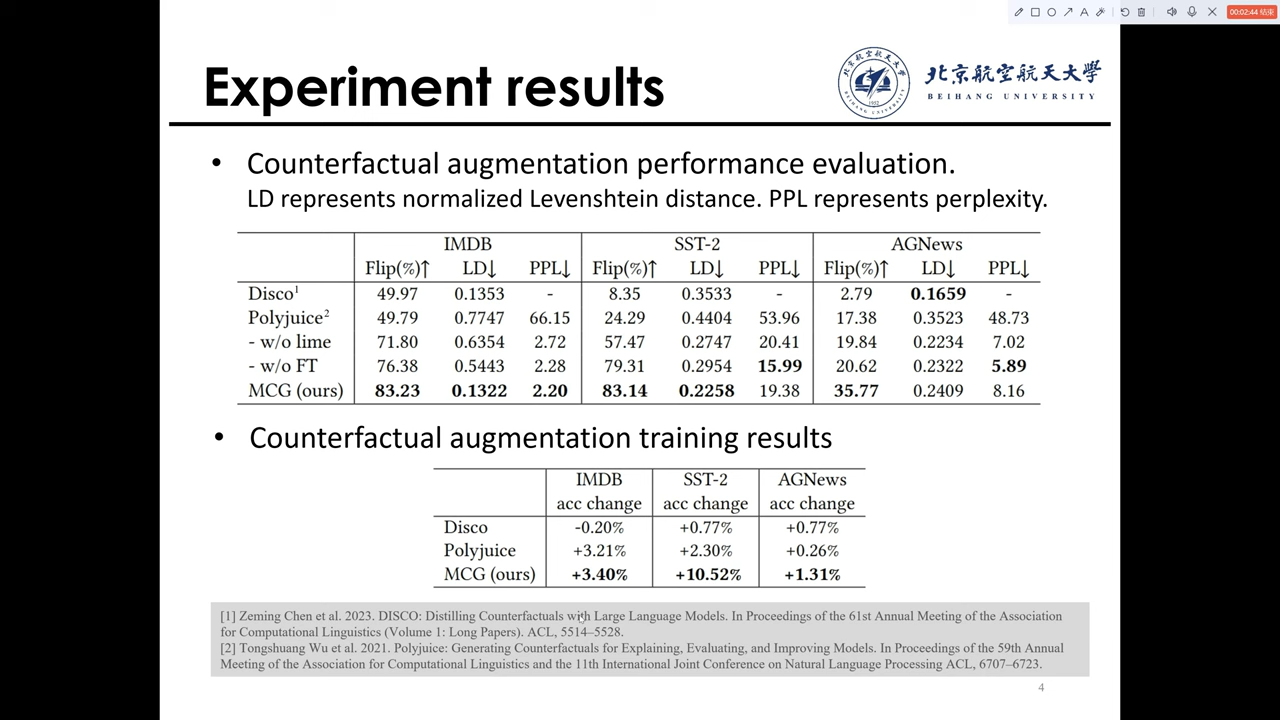 00:02:44 结束
Experiment results
北京航空航天大学
BEIHANG UNIVERSITY
BEIHANG UNIVERSITY
1952
• Counterfactual augmentation performance evaluation.
LD represents normalized Levenshtein distance. PPL represents perplexity.
IMDB SST-2 AGNews
Flip(%)↑ LD↓ PPL↓ Flip(%)↑ LD↓ PPL↓ Flip(%)↑ LD↓ PPL↓
Disco¹ 49.97 0.1353 - 8.35 0.3533 - 2.79 0.1659 -
Polyjuice² 49.79 0.7747 66.15 24.29 0.4404 53.96 17.38 0.3523 48.73
- w/o lime 71.80 0.6354 2.72 57.47 0.2747 20.41 19.84 0.2234 7.02
- w/o FT 76.38 0.5443 2.28 79.31 0.2954 15.99 20.62 0.2322 5.89
MCG (ours) 83.23 0.1322 2.20 83.14 0.2258 19.38 35.77 0.2409 8.16
• Counterfactual augmentation training results
IMDB SST-2 AGNews
acc change acc change acc change
Disco -0.20% +0.77% +0.77%
Polyjuice +3.21% +2.30% +0.26%
MCG (ours) +3.40% +10.52% +1.31%
[1] Zeming Chen et al. 2023. DISCO: Distilling Counterfactuals with Large Language Models. In Proceedings of the 61st Annual Meeting of the Association
for Computational Linguistics (Volume 1: Long Papers). ACL, 5514–5528.
[2] Tongshuang Wu et al. 2021. Polyjuice: Generating Counterfactuals for Explaining, Evaluating, and Improving Models. In Proceedings of the 59th Annual
Meeting of the Association for Computational Linguistics and the 11th International Joint Conference on Natural Language Processing ACL, 6707–6723.
4